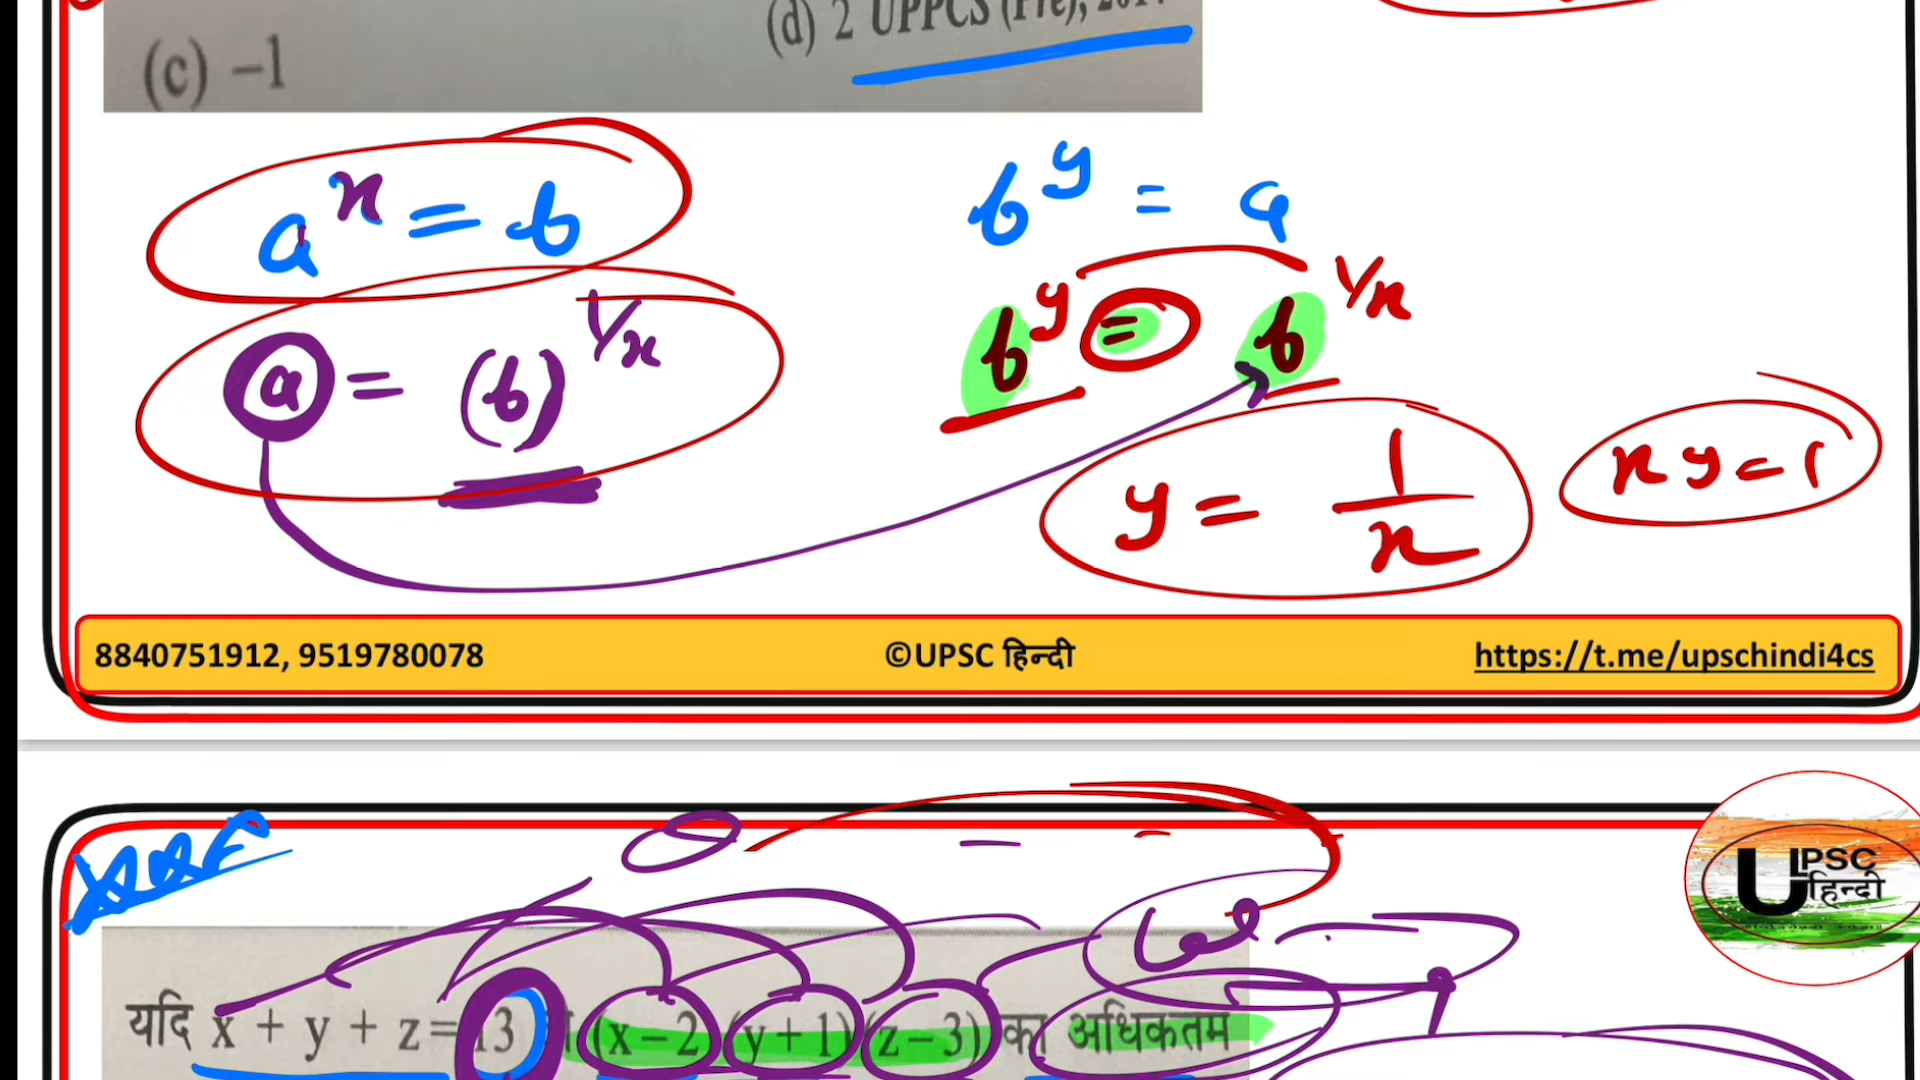 (d) 2 UPPCS (Pre),
(c) –1
a^x = b
b^y = a
a = (b)^1/x
b^y = b^1/x
y = 1/x
xy = 1
8840751912, 9519780078
©UPSC हिन्दी
https://t.me/upschindi4cs
UPSC
हिन्दी
यदि x + y + z = 13 (x – 2) (y + 1) (z – 3) का अधिकतम